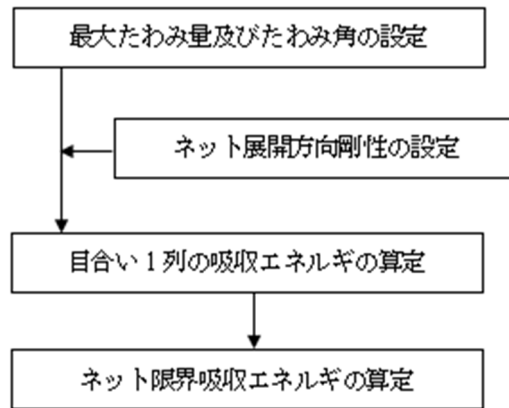 最大たわみ量及びたわみ角の設定
ネット展開方向剛性の設定
目合い1列の吸収エネルギの算定
ネット限界吸収エネルギの算定